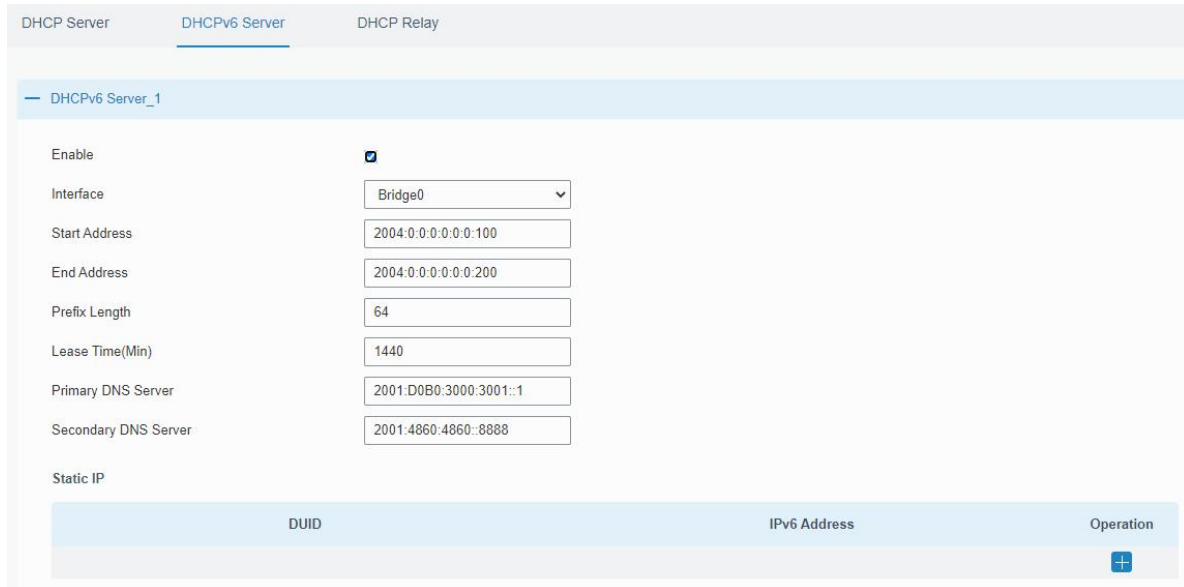 DHCP Server DHCPv6 Server DHCP Relay
DHCPv6 Server_1
Enable
Interface Bridge0
Start Address 2004:0:0:0:0:0:0:100
End Address 2004:0:0:0:0:0:0:200
Prefix Length 64
Lease Time(Min) 1440
Primary DNS Server 2001:D0B0:3000:3001::1
Secondary DNS Server 2001:4860:4860::8888
Static IP
DUID IPv6 Address Operation